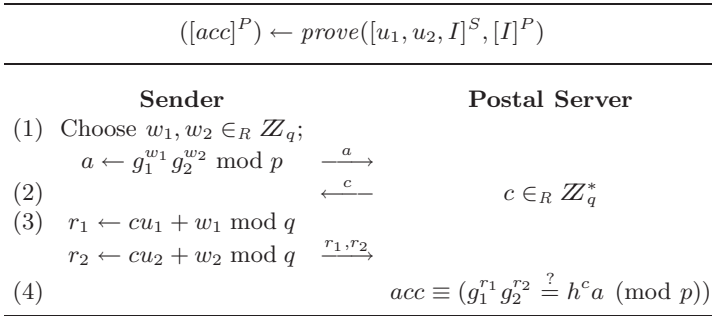 ([acc]^P) ← prove([u_1, u_2, I]^S, [I]^P)
Sender Postal Server
(1) Choose w_1, w_2 ∈_R ℤ_q;
a ← g_1^{w_1} g_2^{w_2} mod p —a→
(2) ←c— c ∈_R ℤ_q^*
(3) r_1 ← cu_1 + w_1 mod q
r_2 ← cu_2 + w_2 mod q —r_1,r_2→
(4) acc ≡ (g_1^{r_1} g_2^{r_2} ≟ h^c a (mod p))